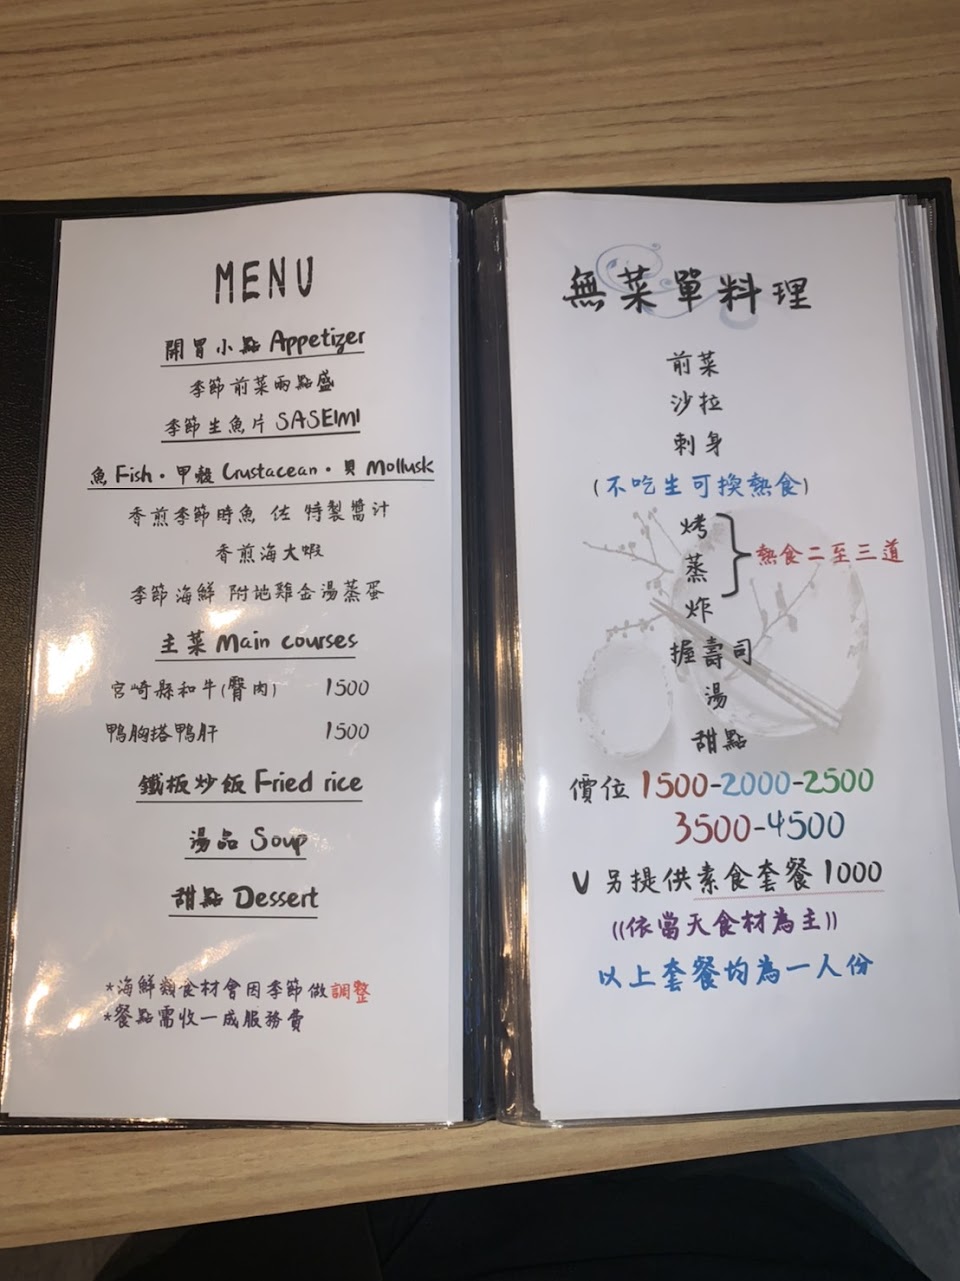 MENU
開胃小點 Appetizer
季節前菜兩點盛
季節生魚片 SASEIMI
魚 Fish・甲殼 Crustacean・貝 Mollusk
香煎季節時魚 佐 特製醬汁
香煎海大蝦
季節海鮮 附地雞金湯蒸蛋
主菜 Main courses
宮崎縣和牛(臀肉) 1500
鴨胸搭鴨肝 1500
鐵板炒飯 Fried rice
湯品 Soup
甜點 Dessert
*海鮮類食材會因季節做調整
*餐點需收一成服務費
無菜單料理
前菜
沙拉
刺身
(不吃生可換熱食)
烤
蒸
熱食二至三道
炸
握壽司
湯
甜點
價位 1500-2000-2500
3500-4500
V 另提供素食套餐 1000
((依當天食材為主))
以上套餐均為一人份